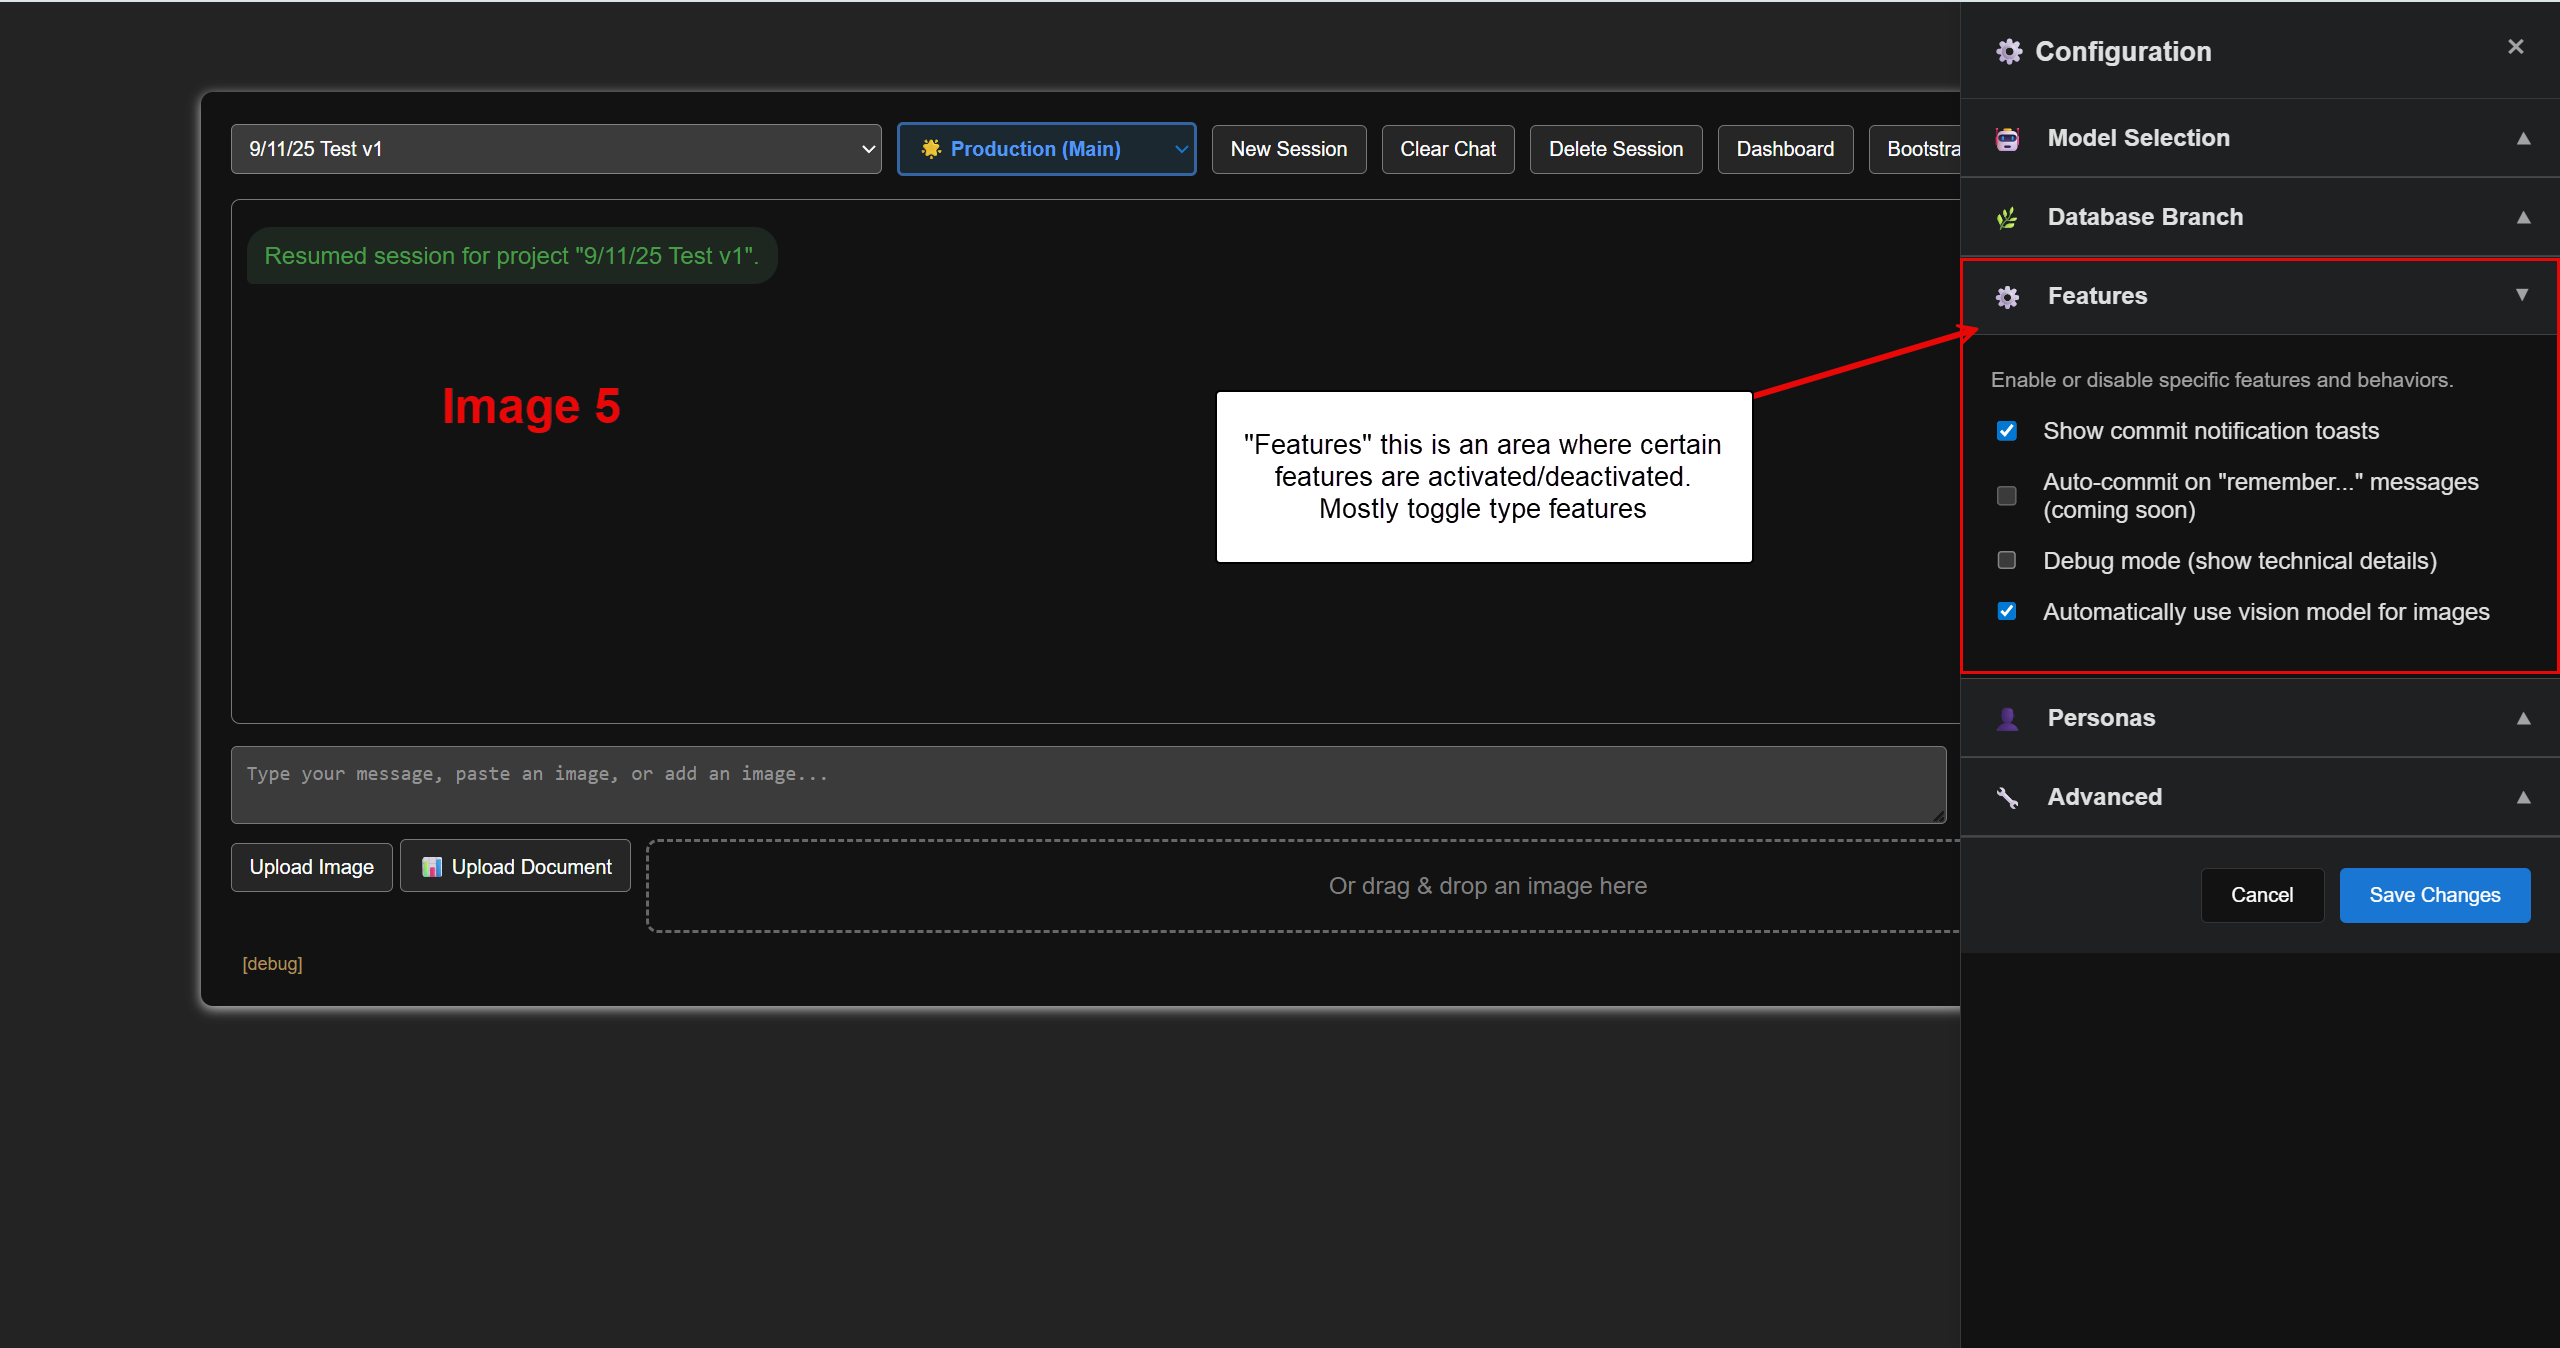 9/11/25 Test v1
Production (Main)
New Session
Clear Chat
Delete Session
Dashboard
Bootstra
Resumed session for project "9/11/25 Test v1".
Image 5
"Features" this is an area where certain
features are activated/deactivated.
Mostly toggle type features
Type your message, paste an image, or add an image...
Upload Image
Upload Document
Or drag & drop an image here
[debug]
Configuration
Model Selection
Database Branch
Features
Enable or disable specific features and behaviors.
Show commit notification toasts
Auto-commit on "remember..." messages
(coming soon)
Debug mode (show technical details)
Automatically use vision model for images
Personas
Advanced
Cancel
Save Changes